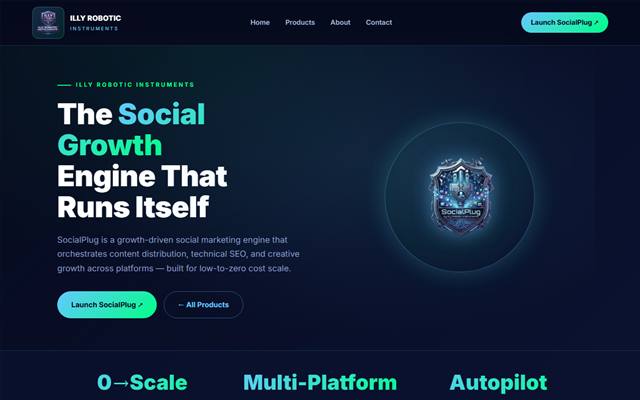 ILLY ROBOTIC
INSTRUMENTS
Home Products About Contact
Launch SocialPlug ↗
ILLY ROBOTIC INSTRUMENTS
The Social
Growth
Engine That
Runs Itself
SocialPlug is a growth-driven social marketing engine that
orchestrates content distribution, technical SEO, and creative
growth across platforms — built for low-to-zero cost scale.
Launch SocialPlug ↗
← All Products
SocialPlug
0→Scale
Multi-Platform
Autopilot